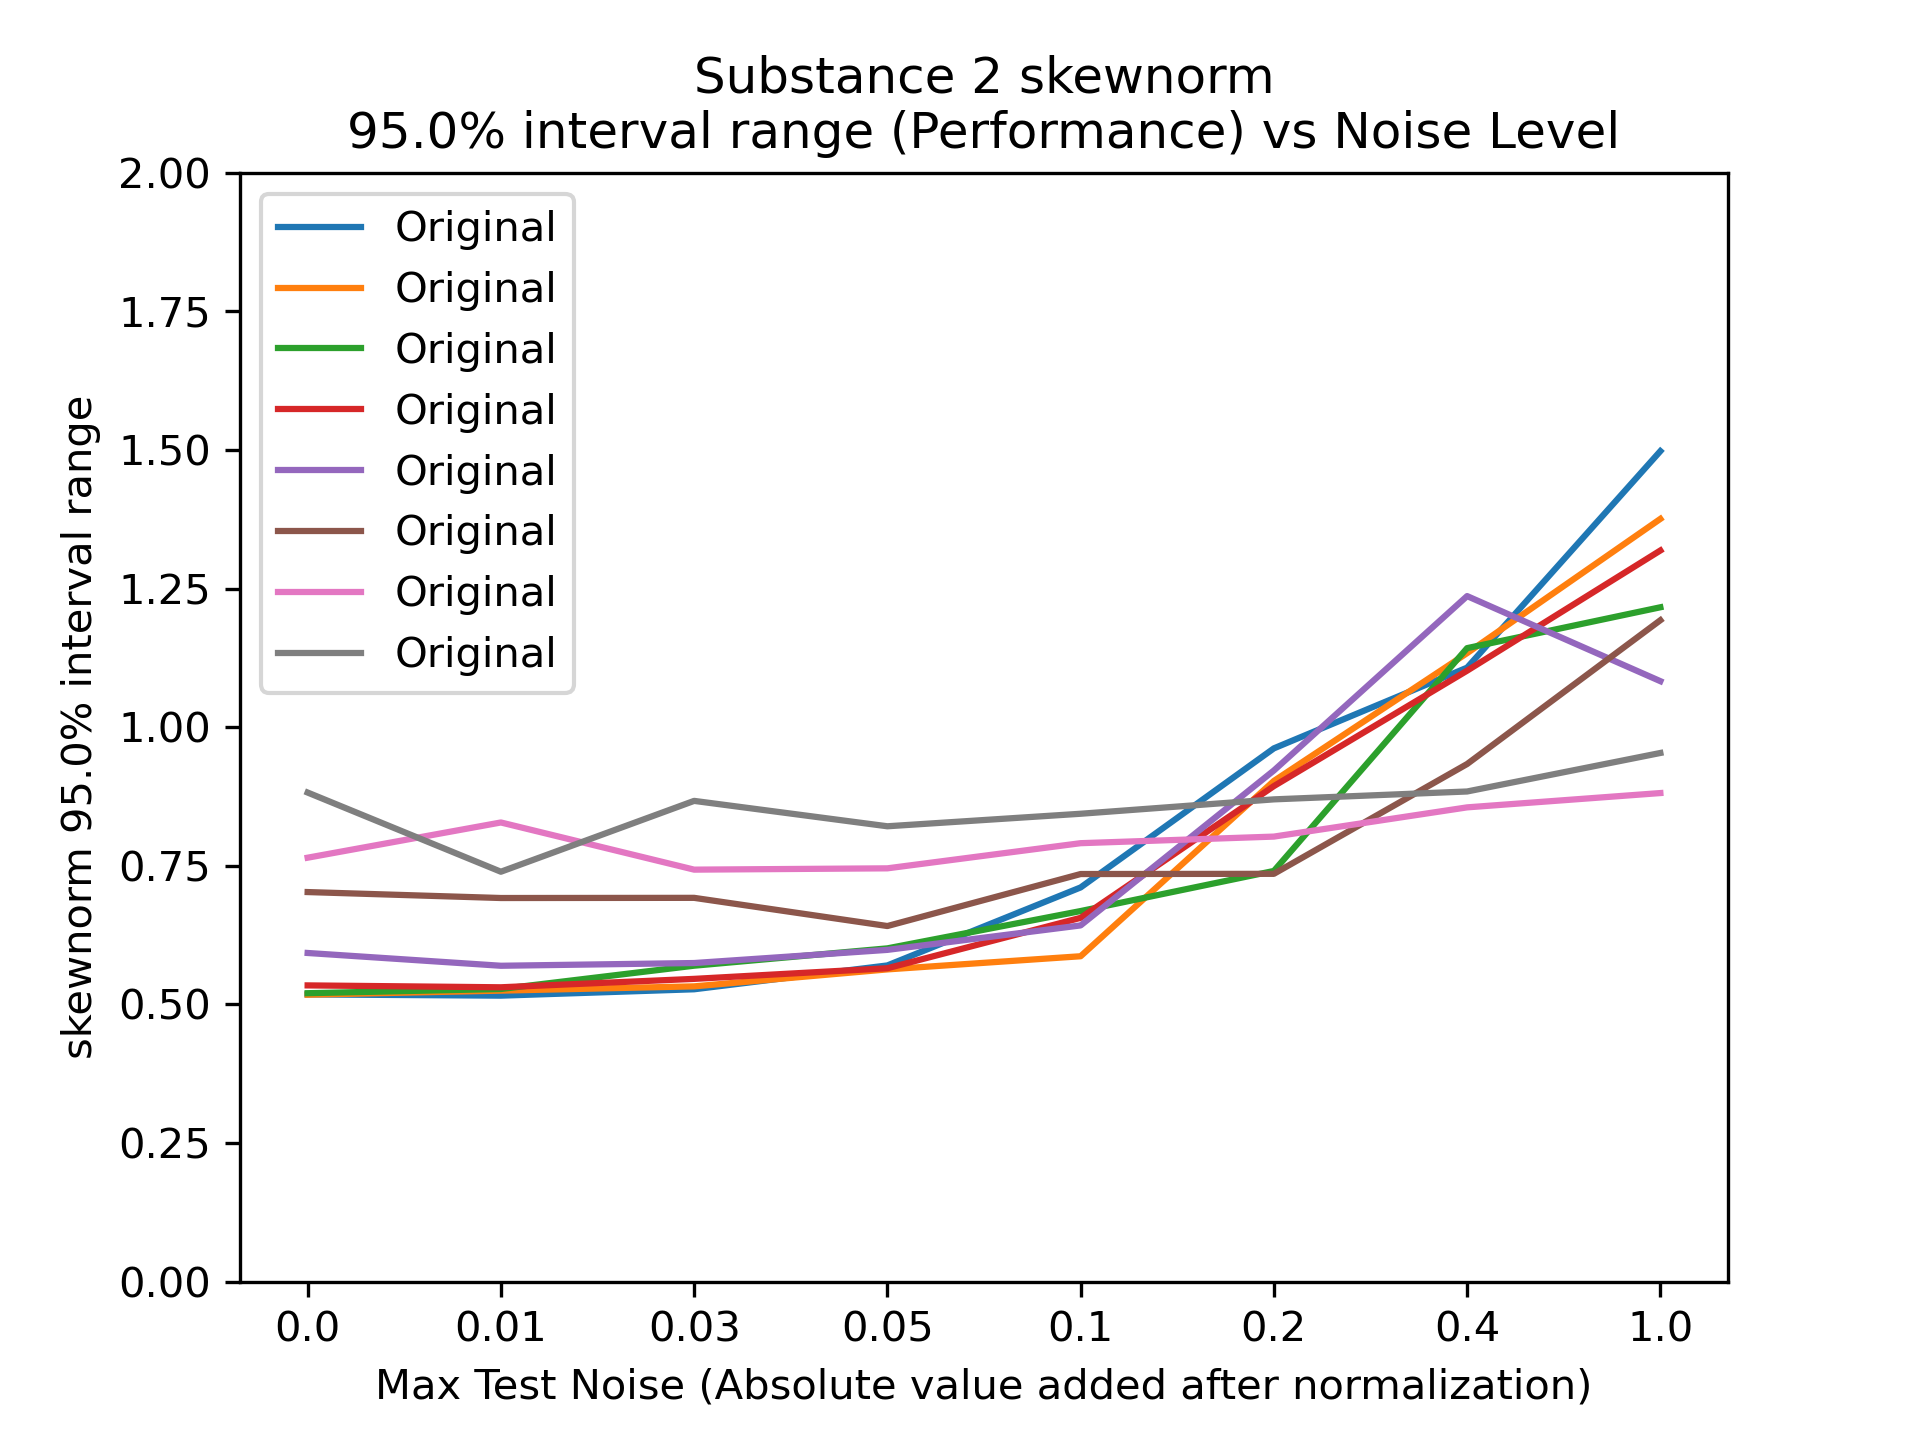 Substance 2 skewnorm
95.0% interval range (Performance) vs Noise Level
2.00
1.75
1.50
1.25
1.00
0.75
0.50
0.25
0.00
skewnorm 95.0% interval range
Original
Original
Original
Original
Original
Original
Original
Original
0.0 0.01 0.03 0.05 0.1 0.2 0.4 1.0
Max Test Noise (Absolute value added after normalization)